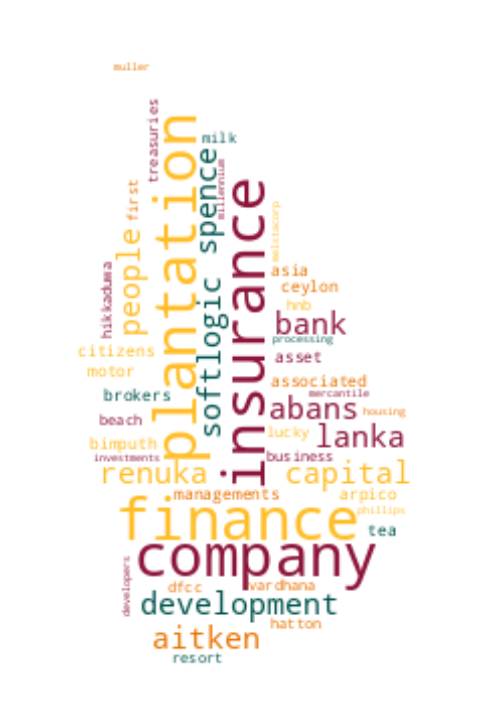 muller
treasuries
plantation
milk
spence
millennium
first
insurance
people
melstacorp
hikkaduwa
asia
softlogic
ceylon
hnb
bank
processing
citizens
asset
motor
associated
brokers
mercantile
abans
housing
beach
lucky
lanka
bimputh
business
investments
renuka
capital
managements
arpico
finance
phillips
tea
company
developers
dfcc
vardhana
development
hatton
aitken
resort